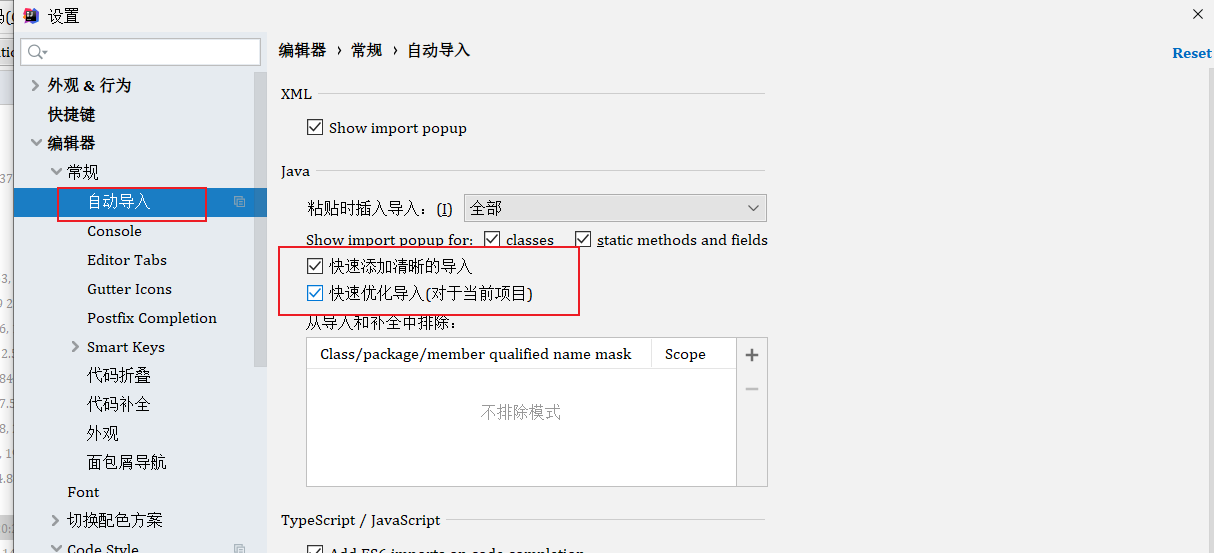 设置
编辑器 › 常规 › 自动导入
Reset
外观 & 行为
快捷键
编辑器
常规
自动导入
Console
Editor Tabs
Gutter Icons
Postfix Completion
Smart Keys
代码折叠
代码补全
外观
面包屑导航
Font
切换配色方案
Code Style
XML
Show import popup
Java
粘贴时插入导入：(I) 全部
Show import popup for: classes static methods and fields
快速添加清晰的导入
快速优化导入(对于当前项目)
从导入和补全中排除：
Class/package/member qualified name mask Scope
不排除模式
TypeScript / JavaScript
Add ES6 imports on code completion